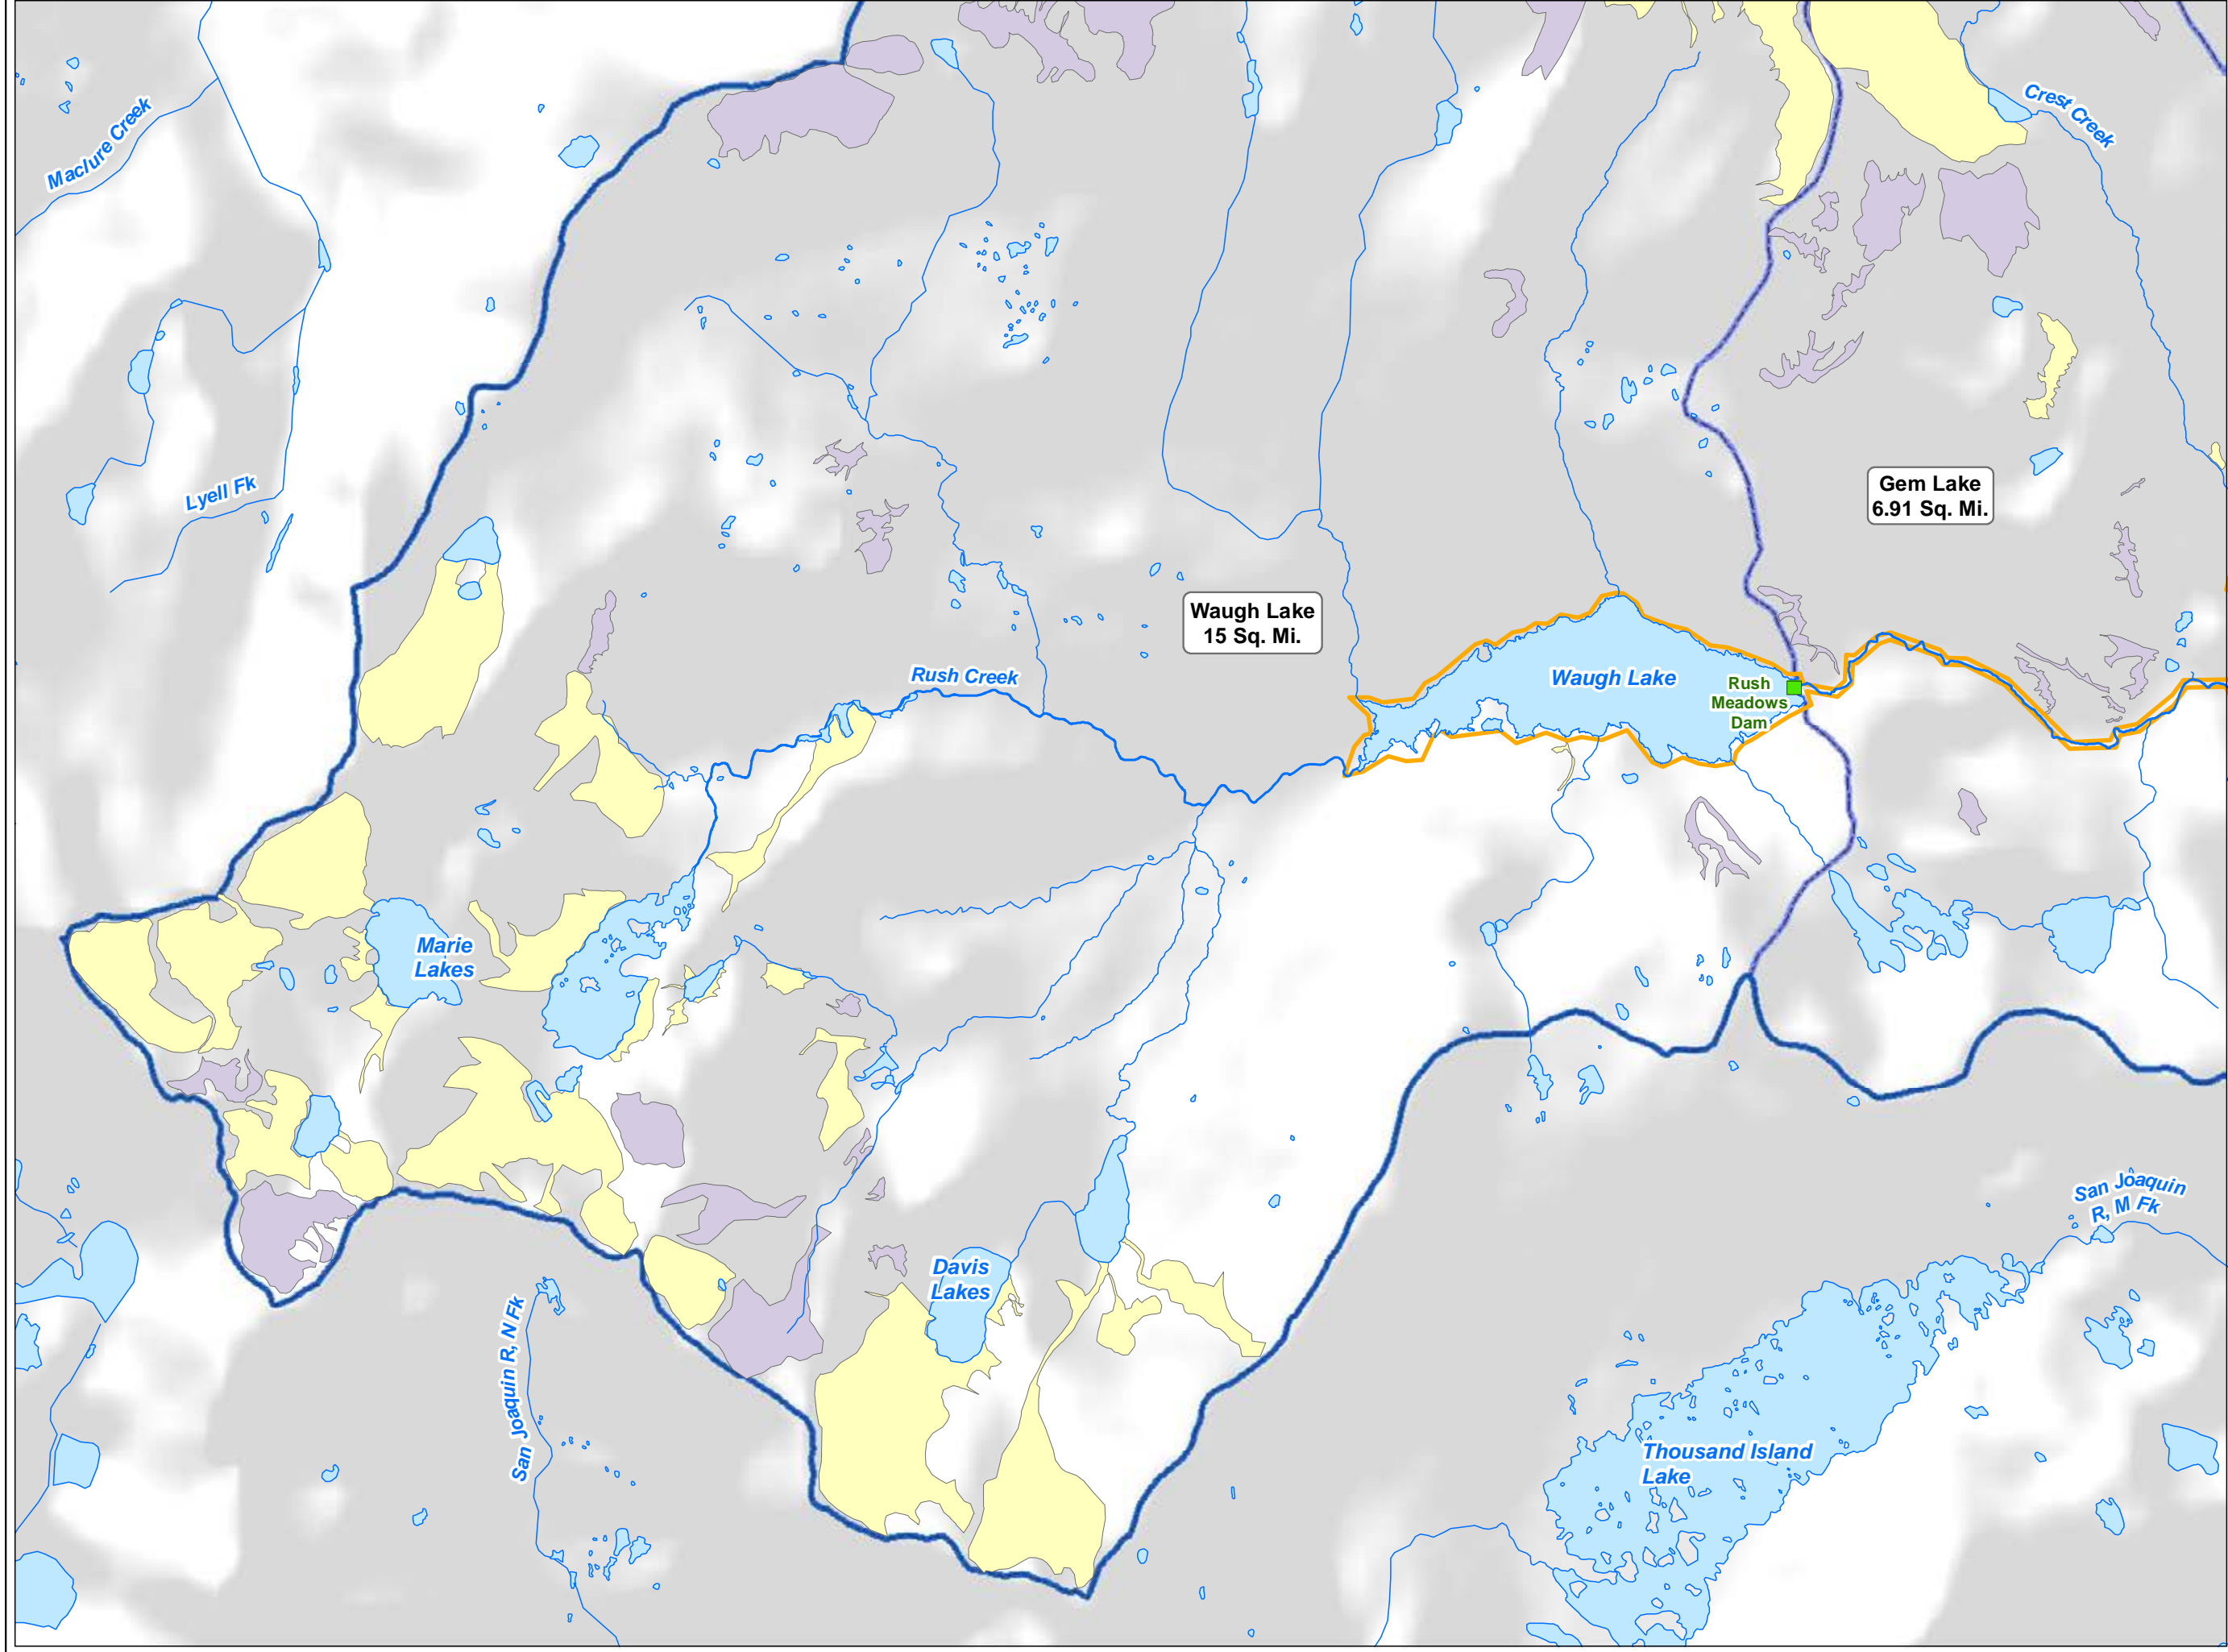 Maclure Creek
Crest Creek
Lyell Fk
Gem Lake
6.91 Sq. Mi.
Waugh Lake
15 Sq. Mi.
Rush Creek
Waugh Lake
Rush
Meadows
Dam
Marie
Lakes
San Joaquin
R, M Fk
Davis
Lakes
San Joaquin R, N Fk
Thousand Island
Lake